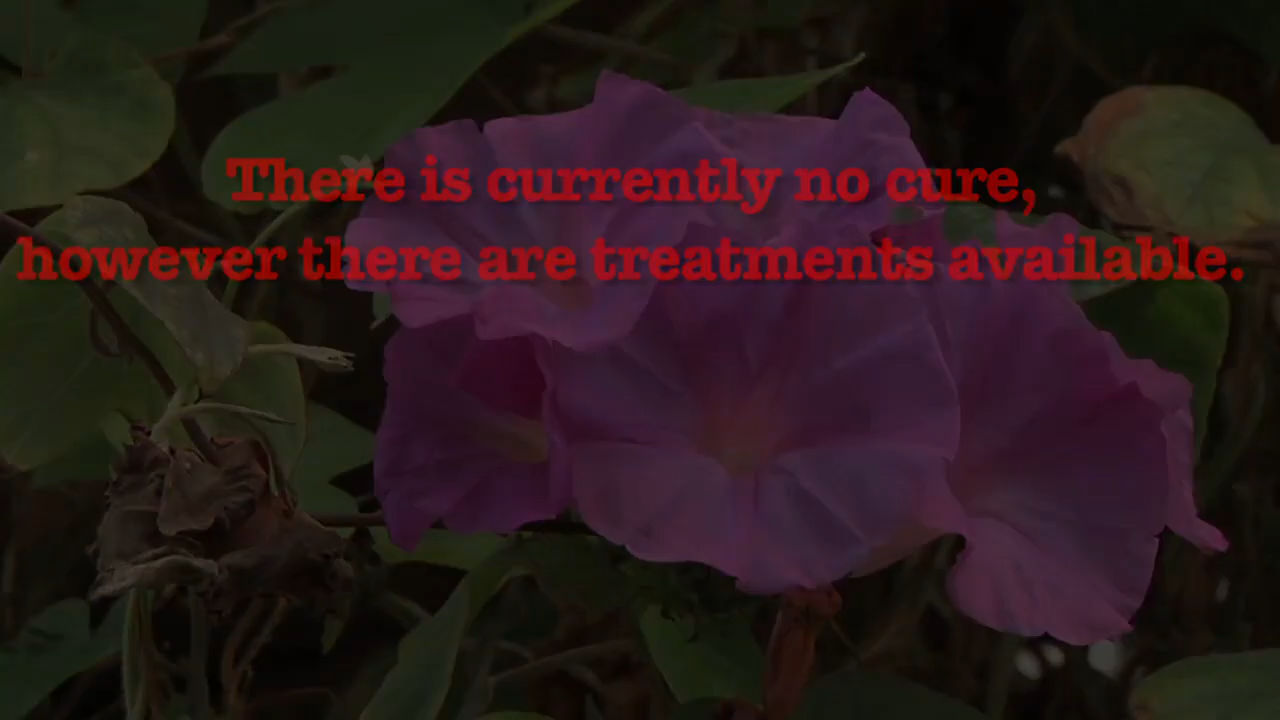 There is currently no cure,
however there are treatments available.